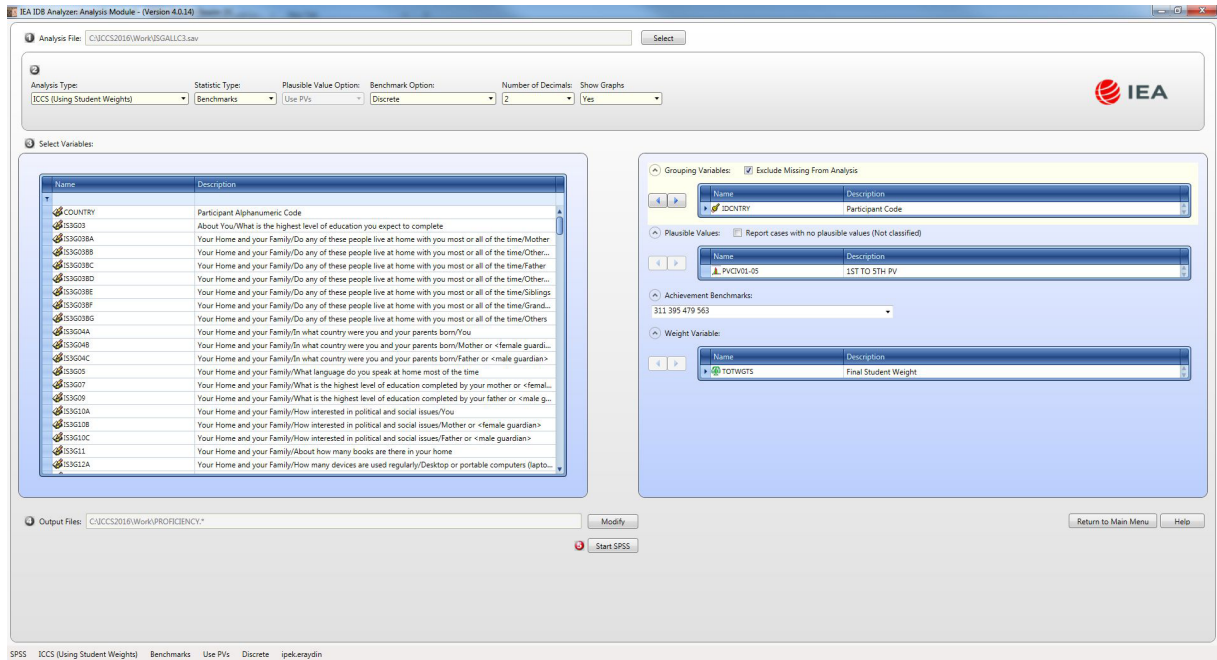 IEA IDB Analyzer: Analysis Module - (Version 4.0.14)
1 Analysis File: C:\ICCS2016\Work\ISGALLC3.sav Select
2
Analysis Type: Statistic Type: Plausible Value Option: Benchmark Option: Number of Decimals: Show Graphs
ICCS (Using Student Weights) Benchmarks Use PVs Discrete 2 Yes
IEA
3 Select Variables:
Name Description
COUNTRY Participant Alphanumeric Code
IS3G03 About You/What is the highest level of education you expect to complete
IS3G03BA Your Home and your Family/Do any of these people live at home with you most or all of the time/Mother
IS3G03BB Your Home and your Family/Do any of these people live at home with you most or all of the time/Other...
IS3G03BC Your Home and your Family/Do any of these people live at home with you most or all of the time/Father
IS3G03BD Your Home and your Family/Do any of these people live at home with you most or all of the time/Other...
IS3G03BE Your Home and your Family/Do any of these people live at home with you most or all of the time/Siblings
IS3G03BF Your Home and your Family/Do any of these people live at home with you most or all of the time/Grand...
IS3G03BG Your Home and your Family/Do any of these people live at home with you most or all of the time/Others
IS3G04A Your Home and your Family/In what country were you and your parents born/You
IS3G04B Your Home and your Family/In what country were you and your parents born/Mother or <female guardi...
IS3G04C Your Home and your Family/In what country were you and your parents born/Father or <male guardian>
IS3G05 Your Home and your Family/What language do you speak at home most of the time
IS3G07 Your Home and your Family/What is the highest level of education completed by your mother or <femal...
IS3G09 Your Home and your Family/What is the highest level of education completed by your father or <male g...
IS3G10A Your Home and your Family/How interested in political and social issues/You
IS3G10B Your Home and your Family/How interested in political and social issues/Mother or <female guardian>
IS3G10C Your Home and your Family/How interested in political and social issues/Father or <male guardian>
IS3G11 Your Home and your Family/About how many books are there in your home
IS3G12A Your Home and your Family/How many devices are used regularly/Desktop or portable computers (lapto...
Grouping Variables: Exclude Missing From Analysis
Name Description
IDCNTRY Participant Code
Plausible Values: Report cases with no plausible values (Not classified)
Name Description
PVCIV01-05 1ST TO 5TH PV
Achievement Benchmarks:
311 395 479 563
Weight Variable:
Name Description
TOTWGTS Final Student Weight
4 Output Files: C:\ICCS2016\Work\PROFICIENCY.* Modify
Return to Main Menu Help
5 Start SPSS
SPSS ICCS (Using Student Weights) Benchmarks Use PVs Discrete ipek.eraydin